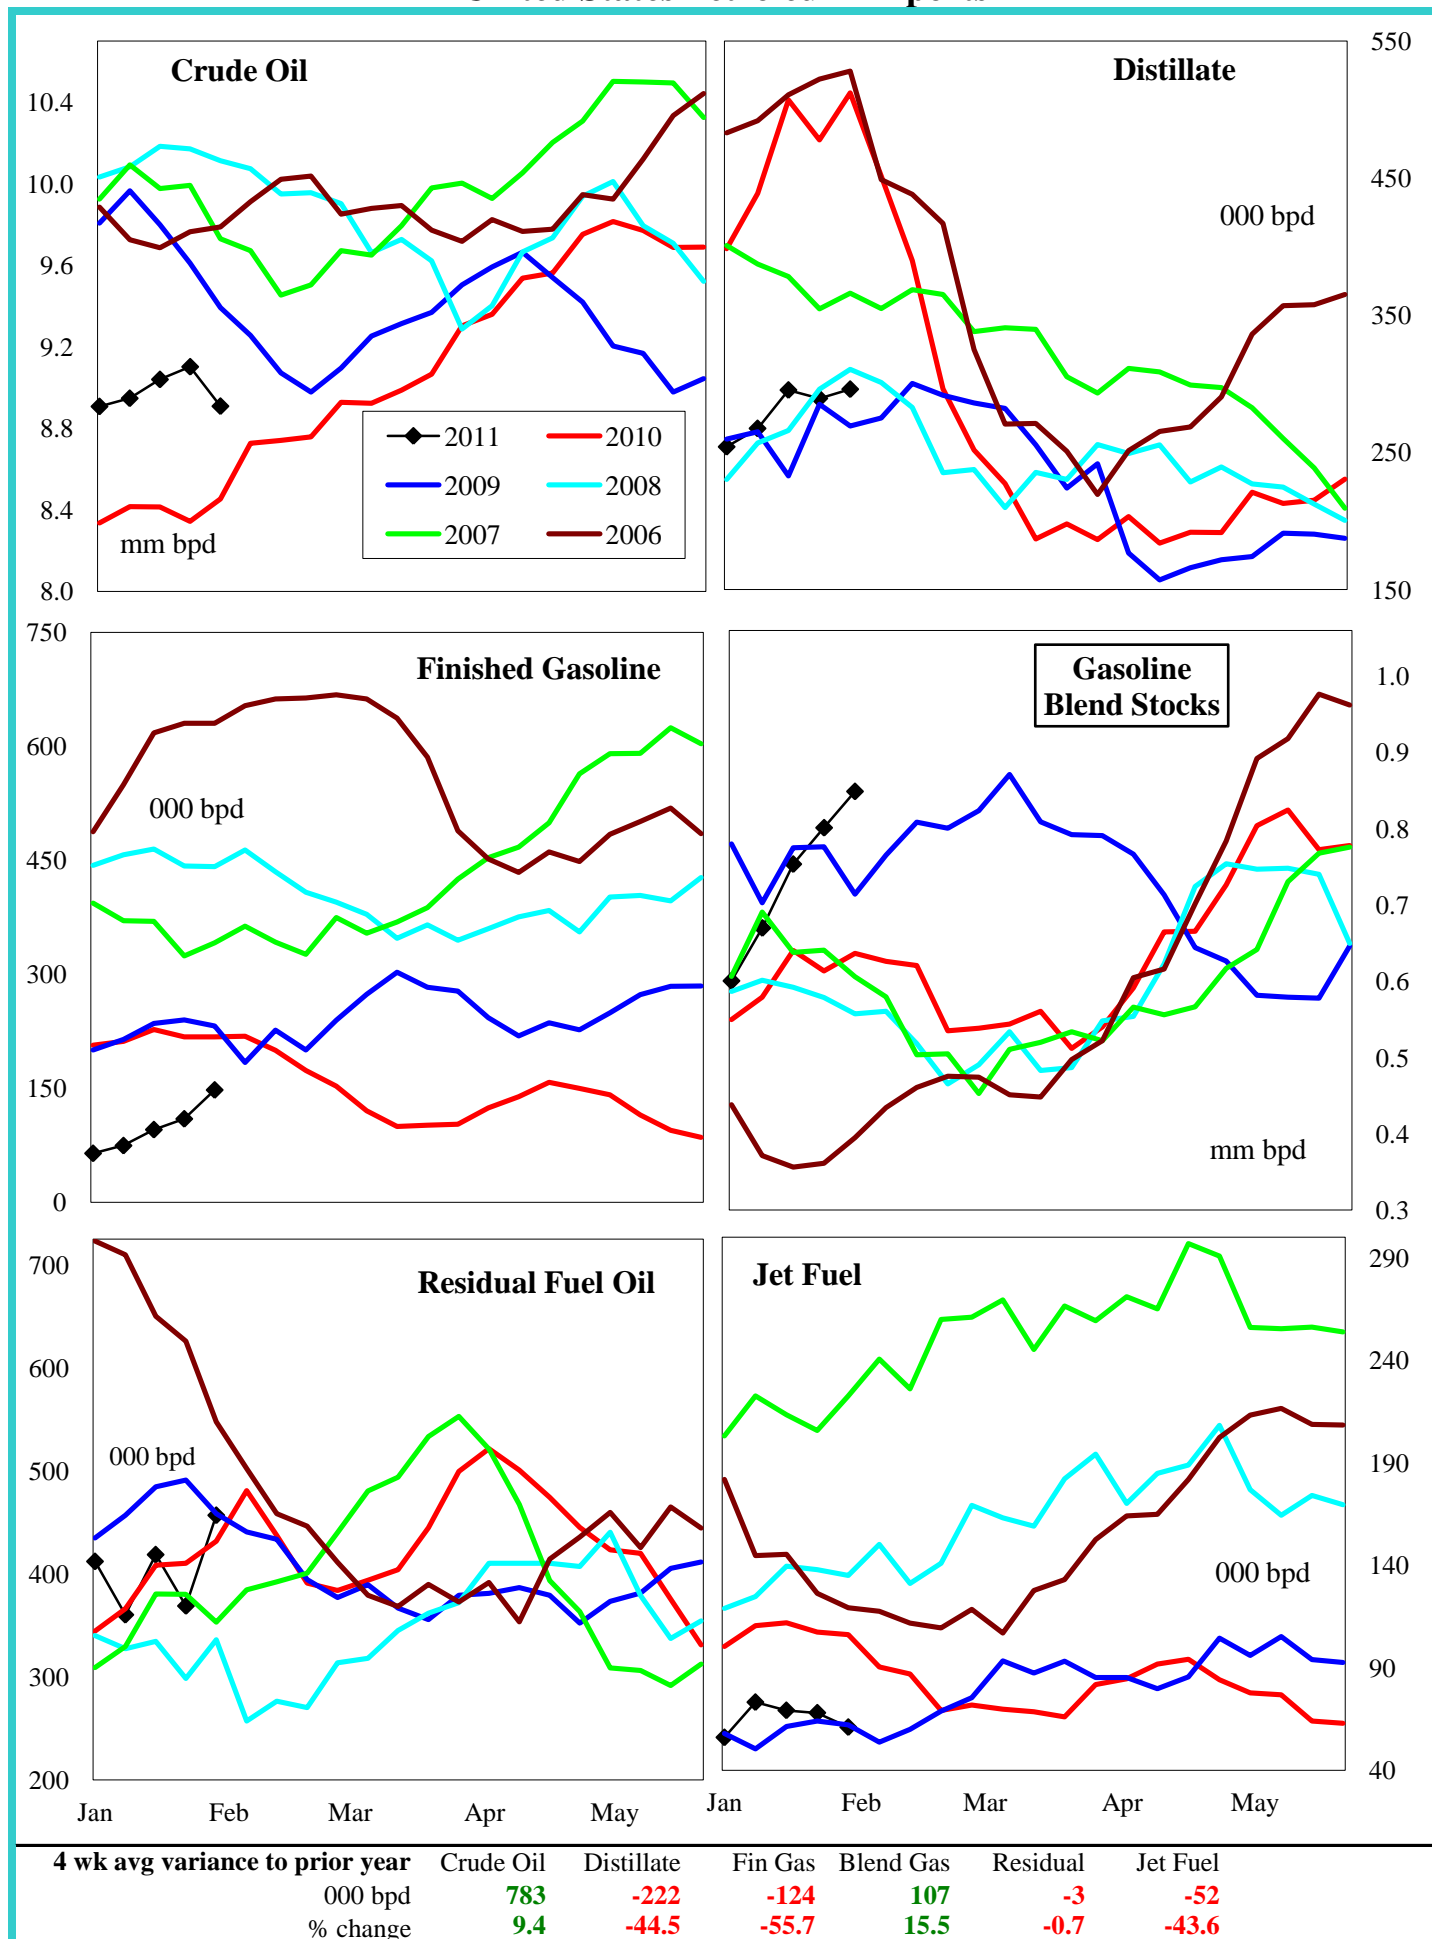 Crude Oil
10.4
10.0
9.6
9.2
8.8
8.4
8.0
mm bpd
2011
2010
2009
2008
2007
2006
Distillate
000 bpd
550
450
350
250
150
Finished Gasoline
000 bpd
750
600
450
300
150
0
Gasoline
Blend Stocks
mm bpd
1.0
0.9
0.8
0.7
0.6
0.5
0.4
0.3
Residual Fuel Oil
000 bpd
700
600
500
400
300
200
Jan Feb Mar Apr May
Jet Fuel
000 bpd
290
240
190
140
90
40
Jan Feb Mar Apr May
4 wk avg variance to prior year Crude Oil Distillate Fin Gas Blend Gas Residual Jet Fuel
000 bpd 783 -222 -124 107 -3 -52
% change 9.4 -44.5 -55.7 15.5 -0.7 -43.6